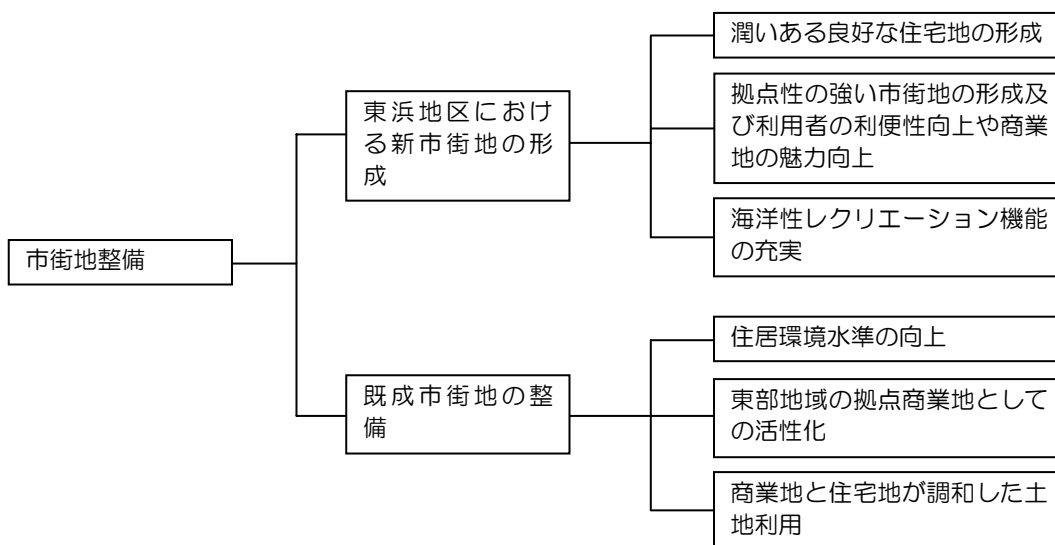 市街地整備
東浜地区におけ
る新市街地の形
成
潤いある良好な住宅地の形成
拠点性の強い市街地の形成及
び利用者の利便性向上や商業
地の魅力向上
海洋性レクリエーション機能
の充実
既成市街地の整
備
住居環境水準の向上
東部地域の拠点商業地として
の活性化
商業地と住宅地が調和した土
地利用